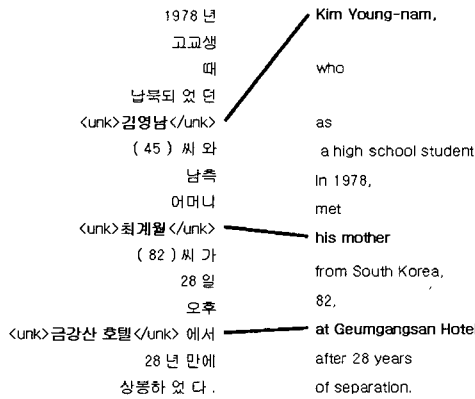 1978 년
고교생
때
납북되 었 던
<unk>김영남</unk>
( 45 ) 씨 와
남측
어머니
<unk>최계월</unk>
( 82 ) 씨 가
28 일
오후
<unk>금강산 호텔</unk> 에서
28 년 만에
상봉하 었 다 .
Kim Young-nam,
who
as
a high school student
in 1978,
met
his mother
from South Korea,
82,
at Geumgangsan Hotel
after 28 years
of separation.